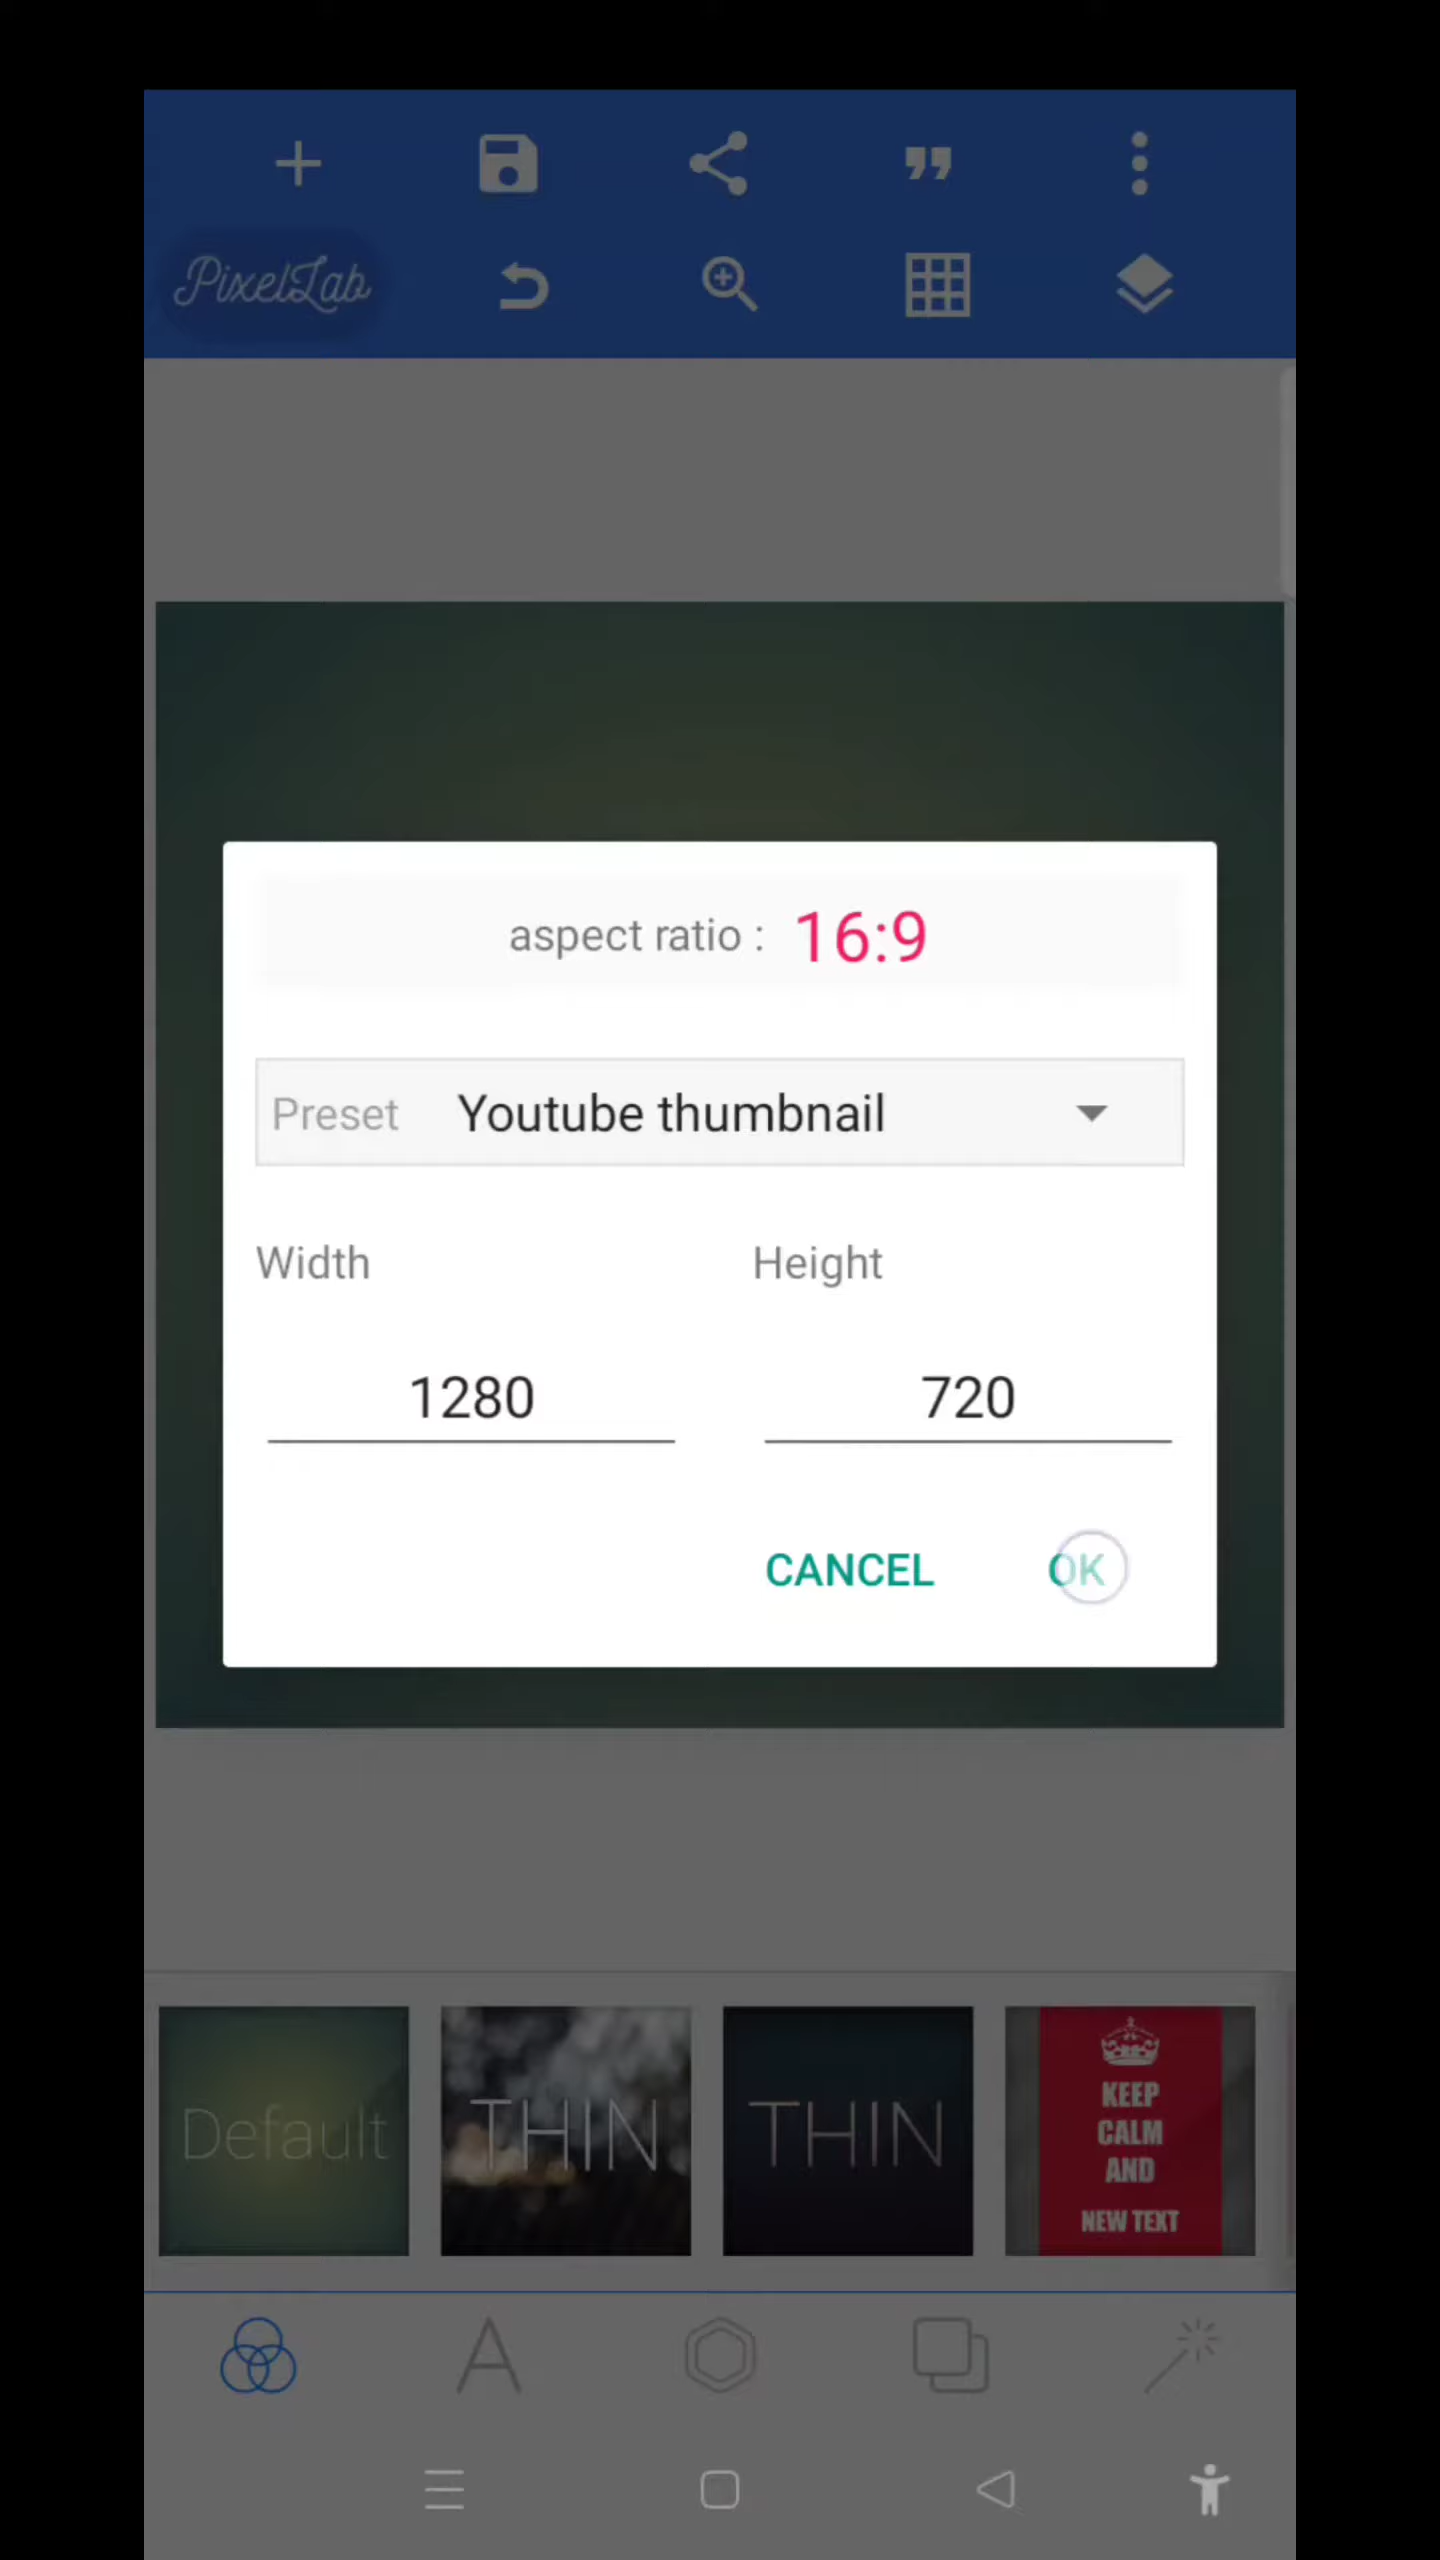 PixelLab
aspect ratio : 16:9
Preset Youtube thumbnail
Width Height
1280 720
CANCEL OK
Default THIN THIN KEEP
CALM
AND
NEW TEXT